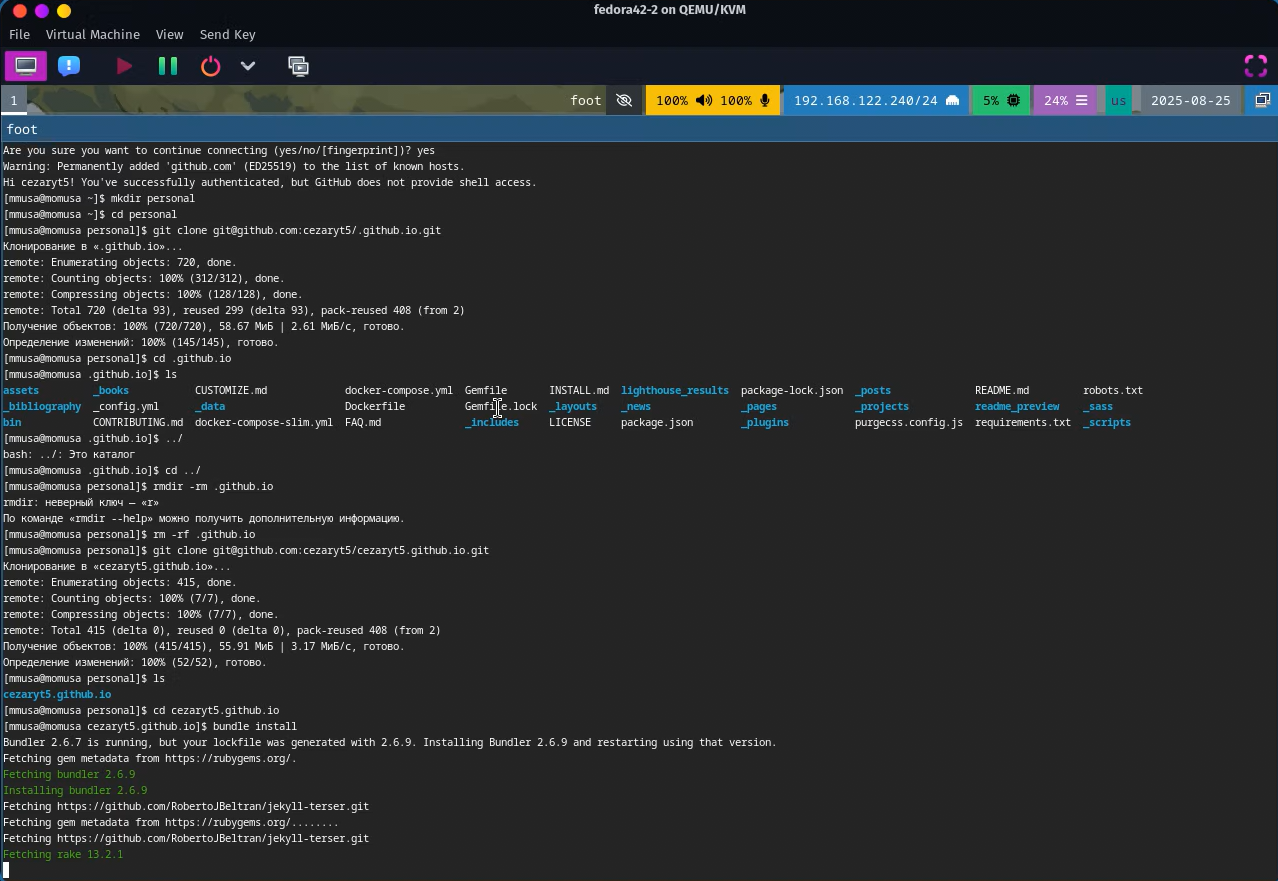 fedora42-2 on QEMU/KVM
File Virtual Machine View Send Key
1 foot 100% 100% 192.168.122.240/24 5% 24% us 2025-08-25
foot
Are you sure you want to continue connecting (yes/no/[fingerprint])? yes
Warning: Permanently added 'github.com' (ED25519) to the list of known hosts.
Hi cezaryt5! You've successfully authenticated, but GitHub does not provide shell access.
[mmusa@momusa ~]$ mkdir personal
[mmusa@momusa ~]$ cd personal
[mmusa@momusa personal]$ git clone git@github.com:cezaryt5/.github.io.git
Клонирование в «.github.io»...
remote: Enumerating objects: 720, done.
remote: Counting objects: 100% (312/312), done.
remote: Compressing objects: 100% (128/128), done.
remote: Total 720 (delta 93), reused 299 (delta 93), pack-reused 408 (from 2)
Получение объектов: 100% (720/720), 58.67 МиБ | 2.61 МиБ/с, готово.
Определение изменений: 100% (145/145), готово.
[mmusa@momusa personal]$ cd .github.io
[mmusa@momusa .github.io]$ ls
assets _books CUSTOMIZE.md docker-compose.yml Gemfile INSTALL.md lighthouse_results package-lock.json _posts README.md robots.txt
_bibliography _config.yml _data Dockerfile Gemfile.lock _layouts _news _pages _projects readme_preview _sass
bin CONTRIBUTING.md docker-compose-slim.yml FAQ.md _includes LICENSE package.json _plugins purgecss.config.js requirements.txt _scripts
[mmusa@momusa .github.io]$ ../
bash: ../: Это каталог
[mmusa@momusa .github.io]$ cd ../
[mmusa@momusa personal]$ rmdir -rm .github.io
rmdir: неверный ключ — «r»
По команде «rmdir --help» можно получить дополнительную информацию.
[mmusa@momusa personal]$ rm -rf .github.io
[mmusa@momusa personal]$ git clone git@github.com:cezaryt5/cezaryt5.github.io.git
Клонирование в «cezaryt5.github.io»...
remote: Enumerating objects: 415, done.
remote: Counting objects: 100% (7/7), done.
remote: Compressing objects: 100% (7/7), done.
remote: Total 415 (delta 0), reused 0 (delta 0), pack-reused 408 (from 2)
Получение объектов: 100% (415/415), 55.91 МиБ | 3.17 МиБ/с, готово.
Определение изменений: 100% (52/52), готово.
[mmusa@momusa personal]$ ls
cezaryt5.github.io
[mmusa@momusa personal]$ cd cezaryt5.github.io
[mmusa@momusa cezaryt5.github.io]$ bundle install
Bundler 2.6.7 is running, but your lockfile was generated with 2.6.9. Installing Bundler 2.6.9 and restarting using that version.
Fetching gem metadata from https://rubygems.org/.
Fetching bundler 2.6.9
Installing bundler 2.6.9
Fetching https://github.com/RobertoJBeltran/jekyll-terser.git
Fetching gem metadata from https://rubygems.org/........
Fetching https://github.com/RobertoJBeltran/jekyll-terser.git
Fetching rake 13.2.1